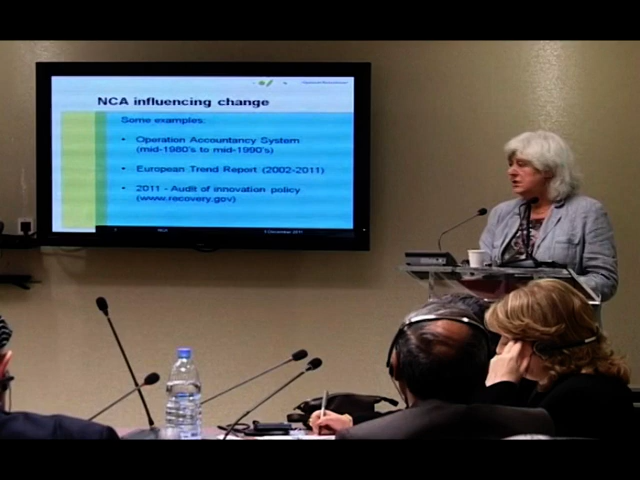 NCA influencing change
Some examples:
• Operation Accountancy System
(mid-1980's to mid-1990's)
• European Trend Report (2002-2011)
• 2011 - Audit of innovation policy
(www.recovery.gov)
NCA